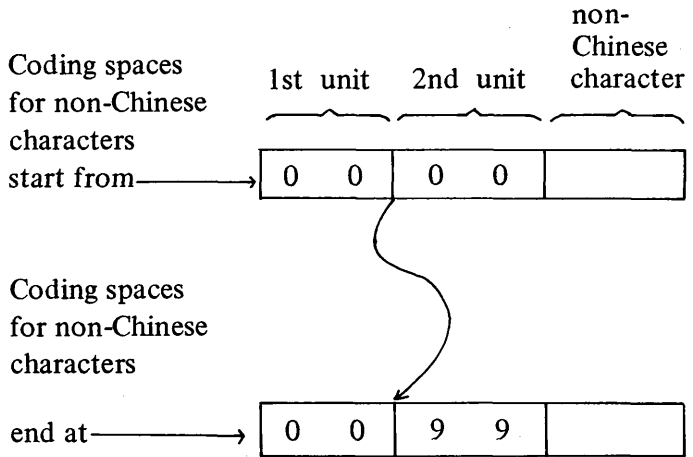 non-
Chinese
character
Coding spaces
for non-Chinese
characters
start from
1st unit
2nd unit
0 0 0 0
Coding spaces
for non-Chinese
characters
end at
0 0 9 9